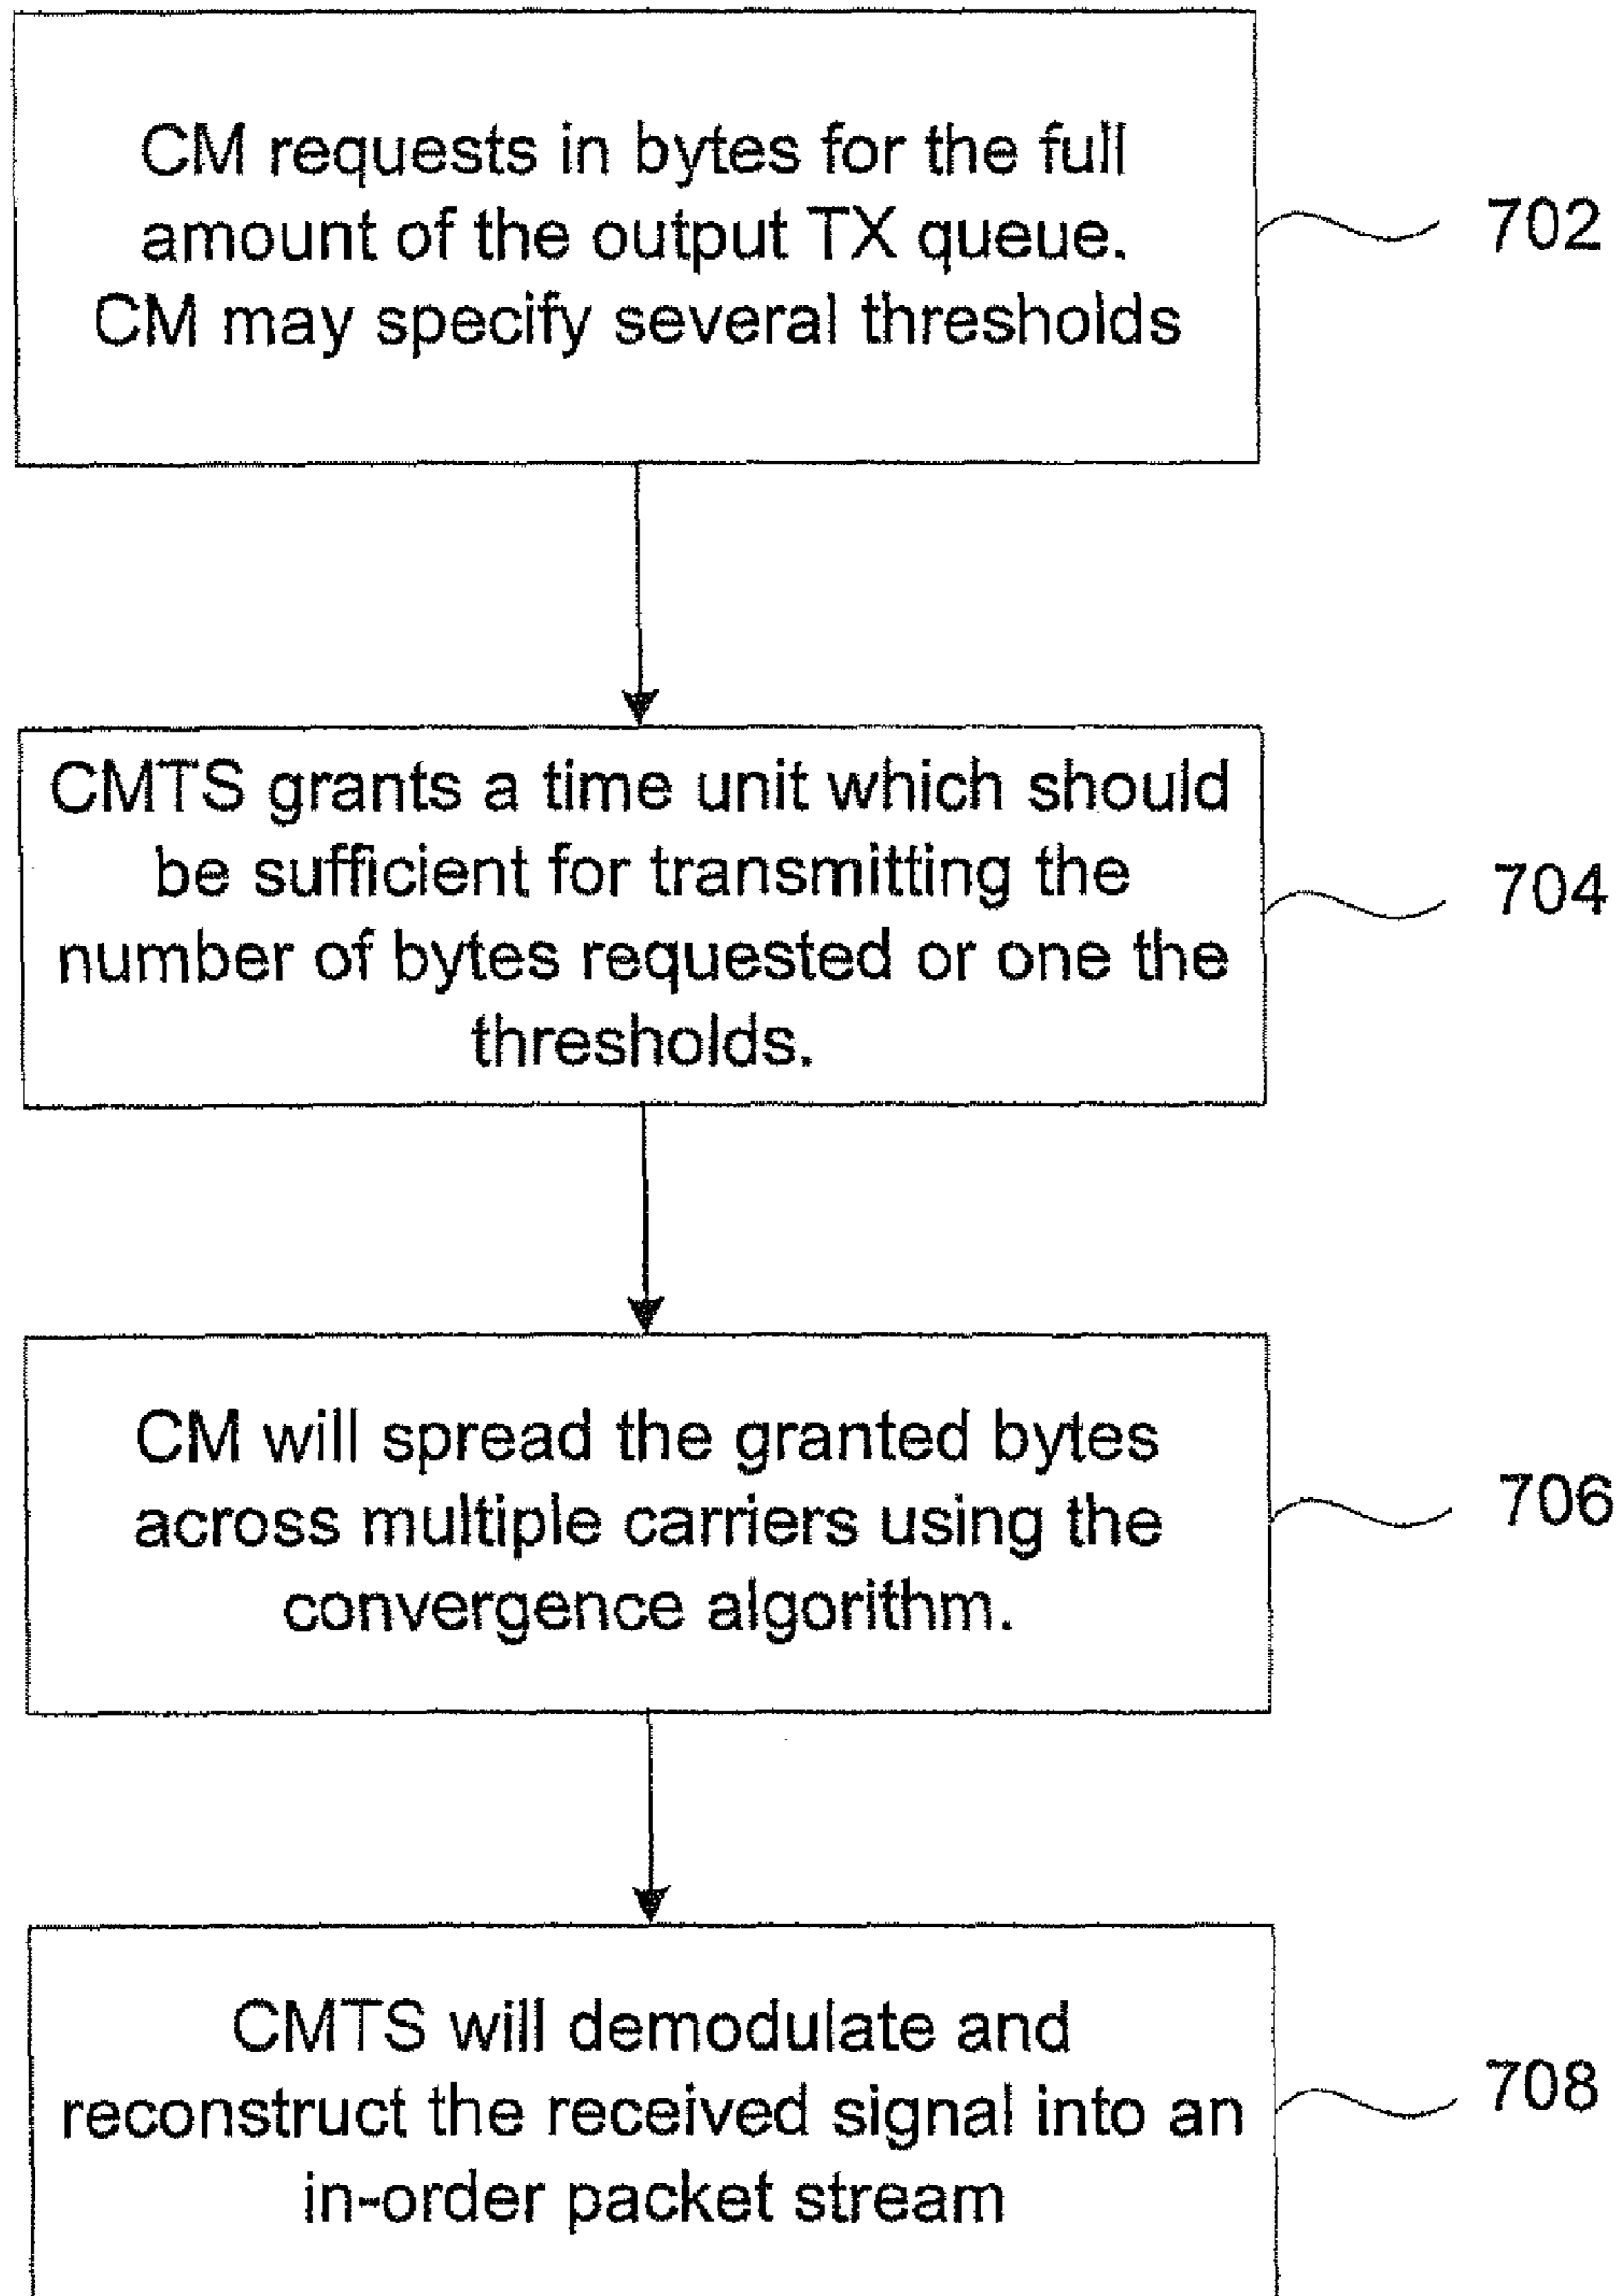 CM requests in bytes for the full
amount of the output TX queue.
CM may specify several thresholds
702
CMTS grants a time unit which should
be sufficient for transmitting the
number of bytes requested or one the
thresholds.
704
CM will spread the granted bytes
across multiple carriers using the
convergence algorithm.
706
CMTS will demodulate and
reconstruct the received signal into an
in-order packet stream
708